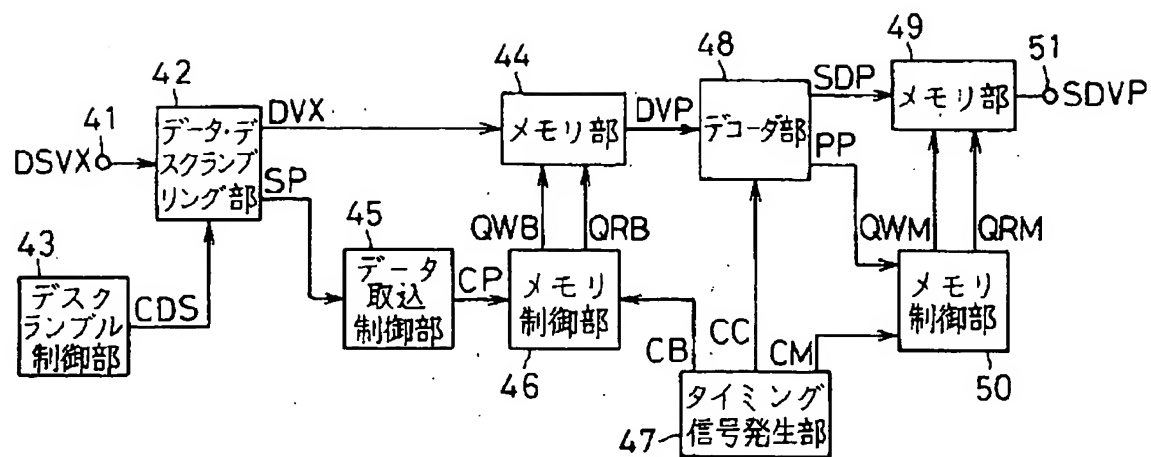 49
51
48
44
42
41
DSVX
データ・デ
スクランブ
リング部
DVX
メモリ部
DVP
デコーダ部
SDP
メモリ部
SDVP
SP
PP
45
QWB
QRB
QWM
QRM
43
デスク
ランブル
制御部
CDS
データ
取込
制御部
CP
メモリ
制御部
CB
CC
CM
メモリ
制御部
46
50
47
タイミング
信号発生部